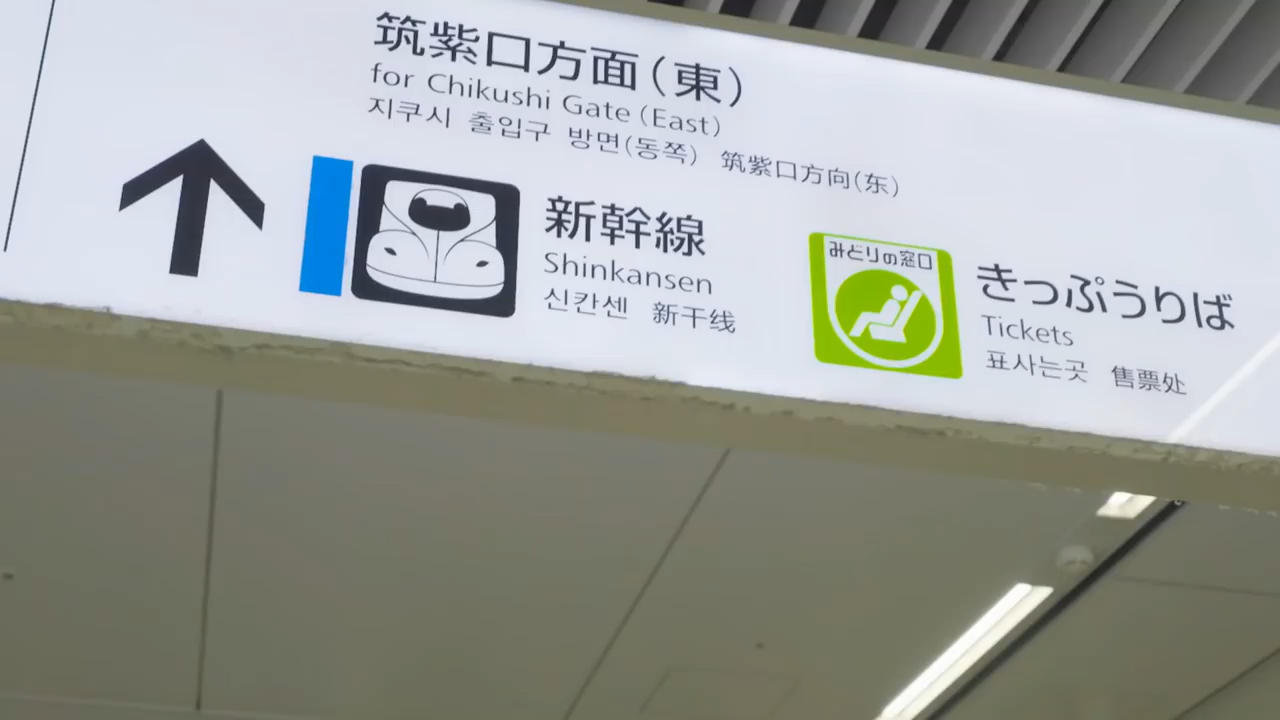 筑紫口方面(東)
for Chikushi Gate (East)
지쿠시 출입구 방면(동쪽) 筑紫口方向(东)
新幹線
Shinkansen
신칸센 新干线
みどりの窓口
きっぷうりば
Tickets
표사는곳 售票处